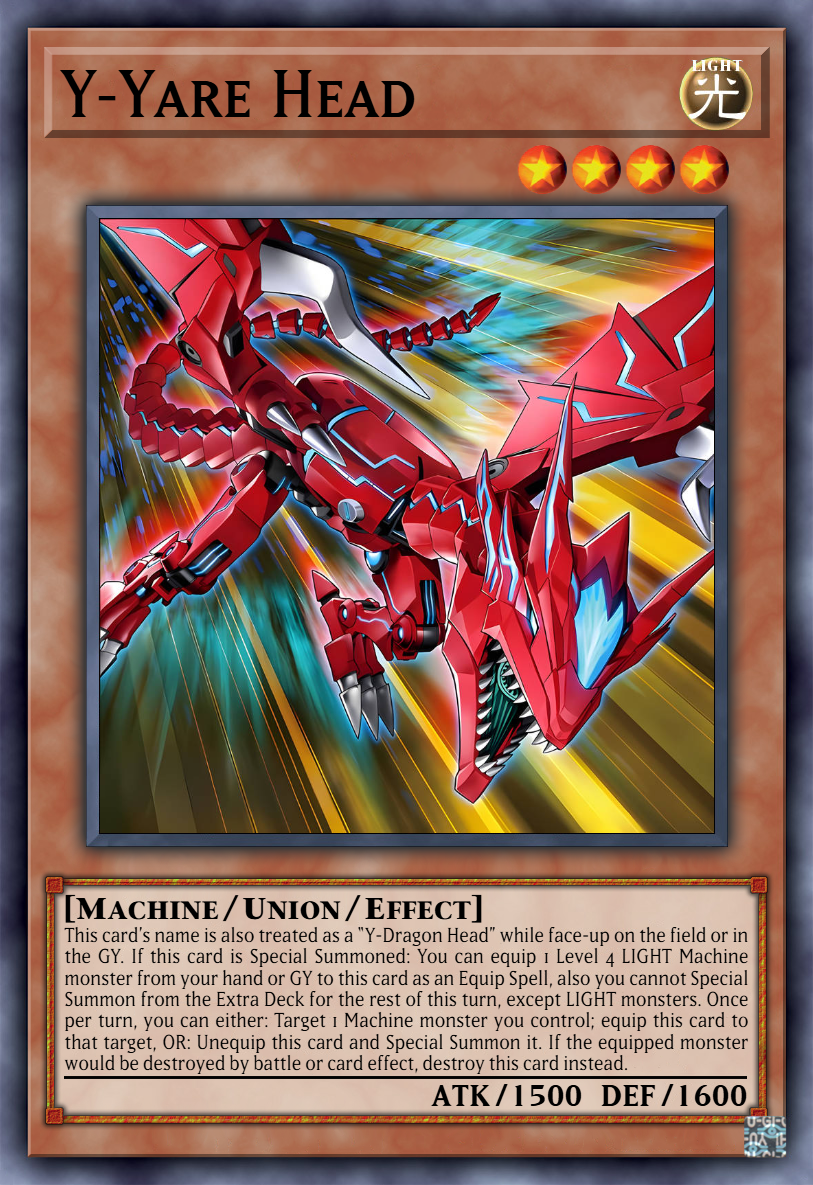 Y-Yare Head
LIGHT
光
[Machine/Union/Effect]
This card's name is also treated as a "Y-Dragon Head" while face-up on the field or in
the GY. If this card is Special Summoned: You can equip 1 Level 4 LIGHT Machine
monster from your hand or GY to this card as an Equip Spell, also you cannot Special
Summon from the Extra Deck for the rest of this turn, except LIGHT monsters. Once
per turn, you can either: Target 1 Machine monster you control; equip this card to
that target, OR: Unequip this card and Special Summon it. If the equipped monster
would be destroyed by battle or card effect, destroy this card instead.
ATK/1500 DEF/1600